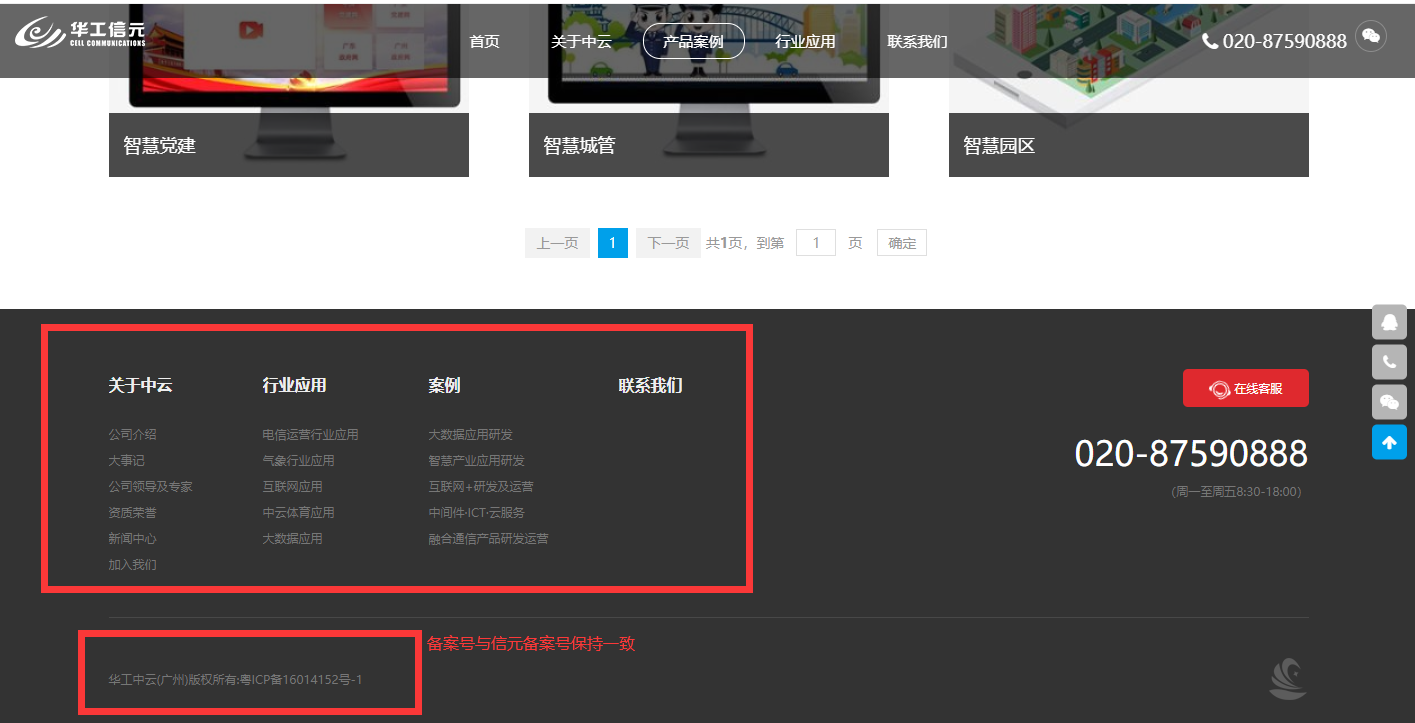 华工信元
CELL COMMUNICATIONS
首页 关于中云 产品案例 行业应用 联系我们
020-87590888
智慧党建 智慧城管 智慧园区
上一页 1 下一页 共1页，到第 1 页 确定
关于中云 行业应用 案例 联系我们
在线客服
公司介绍 电信运营行业应用 大数据应用研发
大事记 气象行业应用 智慧产业应用研发
020-87590888
公司领导及专家 互联网应用 互联网+研发及运营
（周一至周五8:30-18:00）
资质荣誉 中云体育应用 中间件·ICT·云服务
新闻中心 大数据应用 融合通信产品研发运营
加入我们
备案号与信元备案号保持一致
华工中云(广州)版权所有:粤ICP备16014152号-1